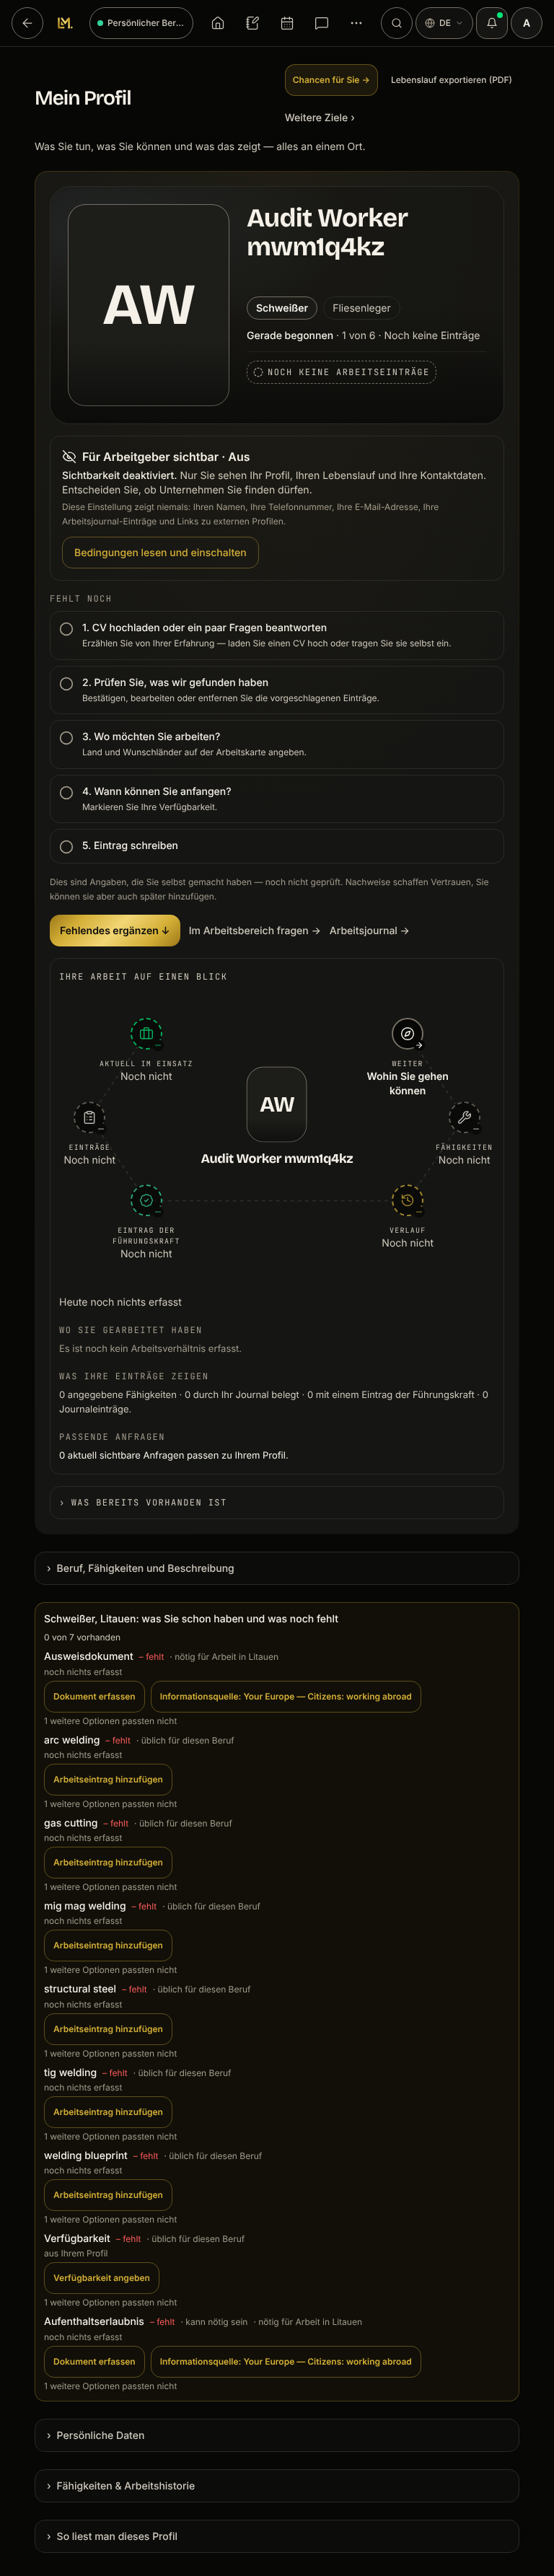 LM.
Persönlicher Ber...
DE
A
Mein Profil
Chancen für Sie →
Lebenslauf exportieren (PDF)
Weitere Ziele ›
Was Sie tun, was Sie können und was das zeigt — alles an einem Ort.
AW
Audit Worker
mwm1q4kz
Schweißer
Fliesenleger
Gerade begonnen · 1 von 6 · Noch keine Einträge
NOCH KEINE ARBEITSEINTRÄGE
Für Arbeitgeber sichtbar · Aus
Sichtbarkeit deaktiviert. Nur Sie sehen Ihr Profil, Ihren Lebenslauf und Ihre Kontaktdaten.
Entscheiden Sie, ob Unternehmen Sie finden dürfen.
Diese Einstellung zeigt niemals: Ihren Namen, Ihre Telefonnummer, Ihre E-Mail-Adresse, Ihre
Arbeitsjournal-Einträge und Links zu externen Profilen.
Bedingungen lesen und einschalten
FEHLT NOCH
1. CV hochladen oder ein paar Fragen beantworten
Erzählen Sie von Ihrer Erfahrung — laden Sie einen CV hoch oder tragen Sie sie selbst ein.
2. Prüfen Sie, was wir gefunden haben
Bestätigen, bearbeiten oder entfernen Sie die vorgeschlagenen Einträge.
3. Wo möchten Sie arbeiten?
Land und Wunschländer auf der Arbeitskarte angeben.
4. Wann können Sie anfangen?
Markieren Sie Ihre Verfügbarkeit.
5. Eintrag schreiben
Dies sind Angaben, die Sie selbst gemacht haben — noch nicht geprüft. Nachweise schaffen Vertrauen, Sie
können sie aber auch später hinzufügen.
Fehlendes ergänzen ↓
Im Arbeitsbereich fragen →
Arbeitsjournal →
IHRE ARBEIT AUF EINEN BLICK
AKTUELL IM EINSATZ
Noch nicht
WEITER
Wohin Sie gehen
können
AW
Audit Worker mwm1q4kz
EINTRÄGE
Noch nicht
FÄHIGKEITEN
Noch nicht
EINTRAG DER
FÜHRUNGSKRAFT
Noch nicht
VERLAUF
Noch nicht
Heute noch nichts erfasst
WO SIE GEARBEITET HABEN
Es ist noch kein Arbeitsverhältnis erfasst.
WAS IHRE EINTRÄGE ZEIGEN
0 angegebene Fähigkeiten · 0 durch Ihr Journal belegt · 0 mit einem Eintrag der Führungskraft · 0
Journaleinträge.
PASSENDE ANFRAGEN
0 aktuell sichtbare Anfragen passen zu Ihrem Profil.
› WAS BEREITS VORHANDEN IST
› Beruf, Fähigkeiten und Beschreibung
Schweißer, Litauen: was Sie schon haben und was noch fehlt
0 von 7 vorhanden
Ausweisdokument – fehlt · nötig für Arbeit in Litauen
noch nichts erfasst
Dokument erfassen
Informationsquelle: Your Europe — Citizens: working abroad
1 weitere Optionen passten nicht
arc welding – fehlt · üblich für diesen Beruf
noch nichts erfasst
Arbeitseintrag hinzufügen
1 weitere Optionen passten nicht
gas cutting – fehlt · üblich für diesen Beruf
noch nichts erfasst
Arbeitseintrag hinzufügen
1 weitere Optionen passten nicht
mig mag welding – fehlt · üblich für diesen Beruf
noch nichts erfasst
Arbeitseintrag hinzufügen
1 weitere Optionen passten nicht
structural steel – fehlt · üblich für diesen Beruf
noch nichts erfasst
Arbeitseintrag hinzufügen
1 weitere Optionen passten nicht
tig welding – fehlt · üblich für diesen Beruf
noch nichts erfasst
Arbeitseintrag hinzufügen
1 weitere Optionen passten nicht
welding blueprint – fehlt · üblich für diesen Beruf
noch nichts erfasst
Arbeitseintrag hinzufügen
1 weitere Optionen passten nicht
Verfügbarkeit – fehlt · üblich für diesen Beruf
aus Ihrem Profil
Verfügbarkeit angeben
1 weitere Optionen passten nicht
Aufenthaltserlaubnis – fehlt · kann nötig sein · nötig für Arbeit in Litauen
noch nichts erfasst
Dokument erfassen
Informationsquelle: Your Europe — Citizens: working abroad
1 weitere Optionen passten nicht
› Persönliche Daten
› Fähigkeiten & Arbeitshistorie
› So liest man dieses Profil